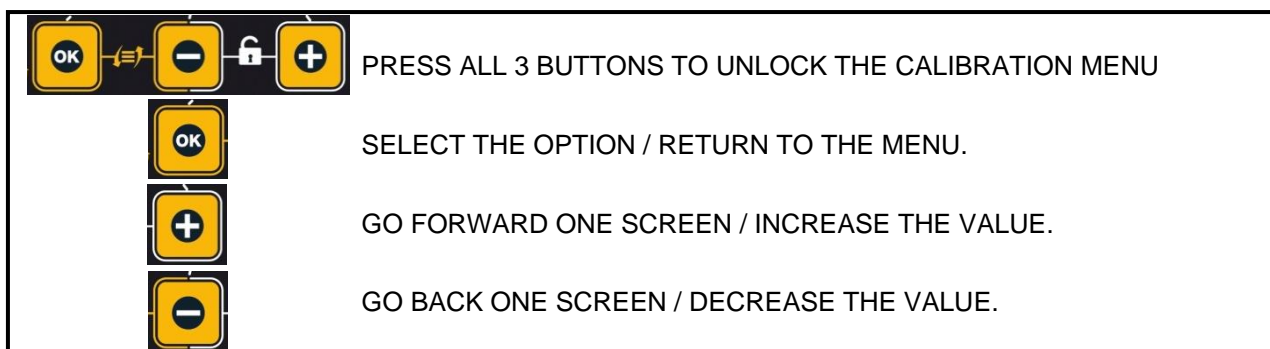 OK PRESS ALL 3 BUTTONS TO UNLOCK THE CALIBRATION MENU
OK SELECT THE OPTION / RETURN TO THE MENU.
GO FORWARD ONE SCREEN / INCREASE THE VALUE.
GO BACK ONE SCREEN / DECREASE THE VALUE.